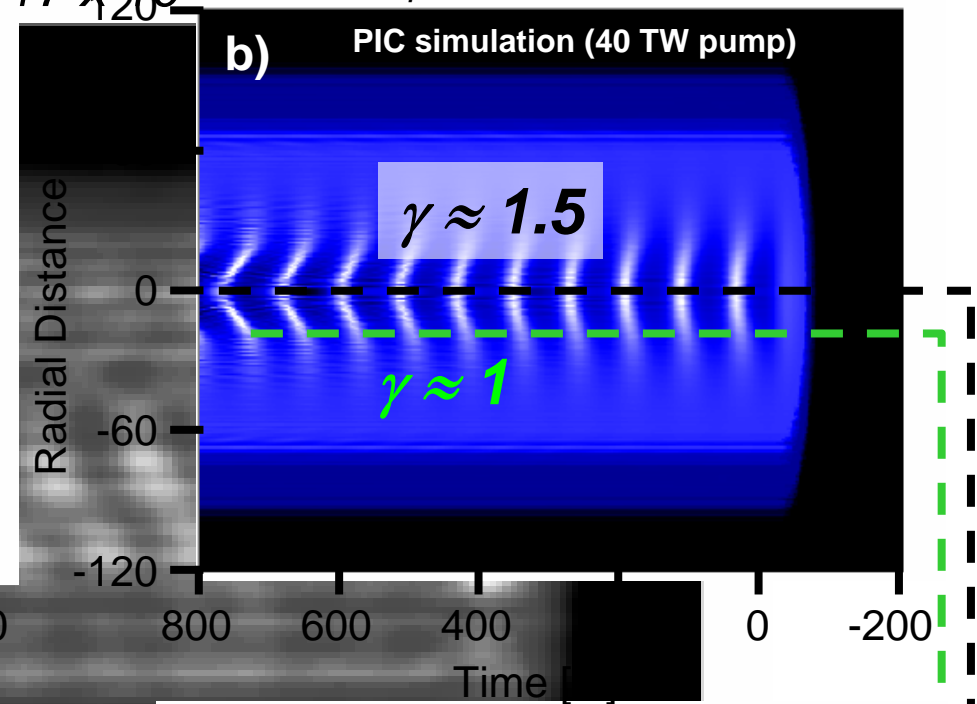 120
b) PIC simulation (40 TW pump)
γ ≈ 1.5
0
γ ≈ 1
-60
-120
Radial Distance
800 600 400 0 -200
Time [